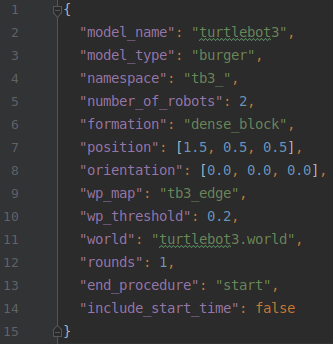 1 {
2 "model_name": "turtlebot3",
3 "model_type": "burger",
4 "namespace": "tb3_",
5 "number_of_robots": 2,
6 "formation": "dense_block",
7 "position": [1.5, 0.5, 0.5],
8 "orientation": [0.0, 0.0, 0.0],
9 "wp_map": "tb3_edge",
10 "wp_threshold": 0.2,
11 "world": "turtlebot3.world",
12 "rounds": 1,
13 "end_procedure": "start",
14 "include_start_time": false
15 }